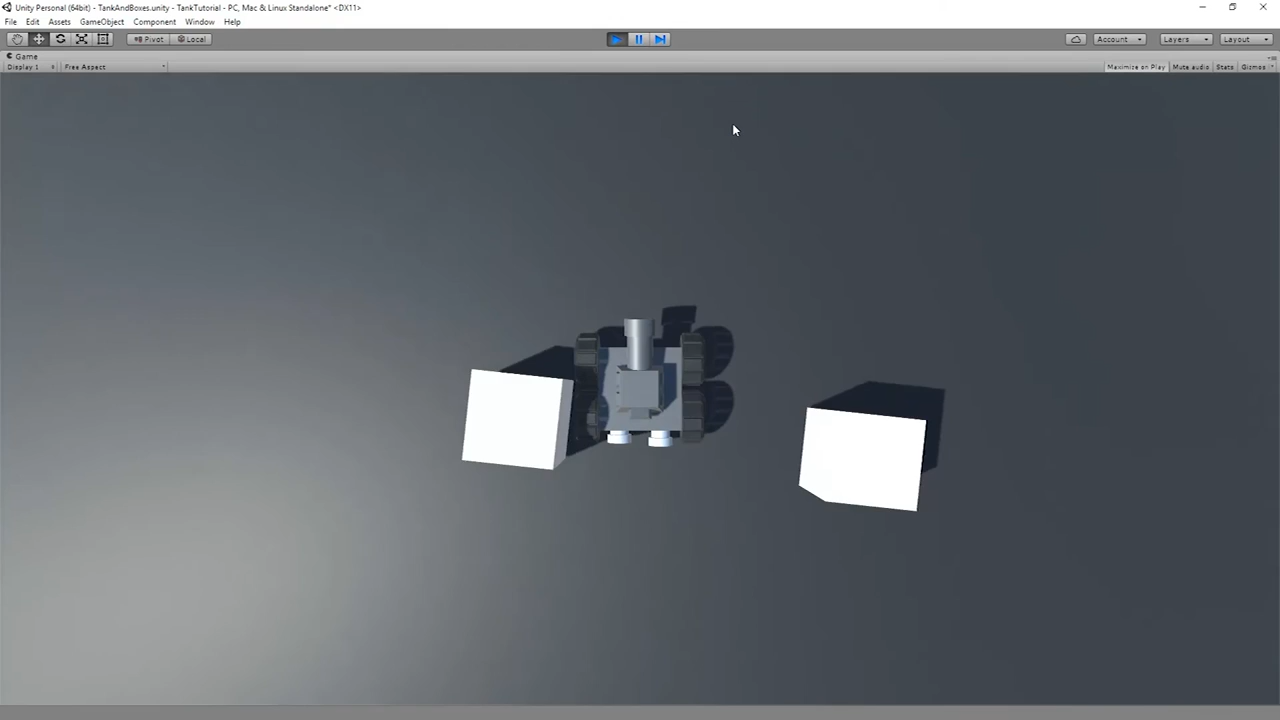 Unity Personal (64bit) - TankAndBoxes.unity - TankTutorial - PC, Mac & Linux Standalone* <DX11>
File Edit Assets GameObject Component Window Help
Pivot Local Account Layers Layout
Game
Display 1 Free Aspect Maximize on Play Mute audio Stats Gizmos